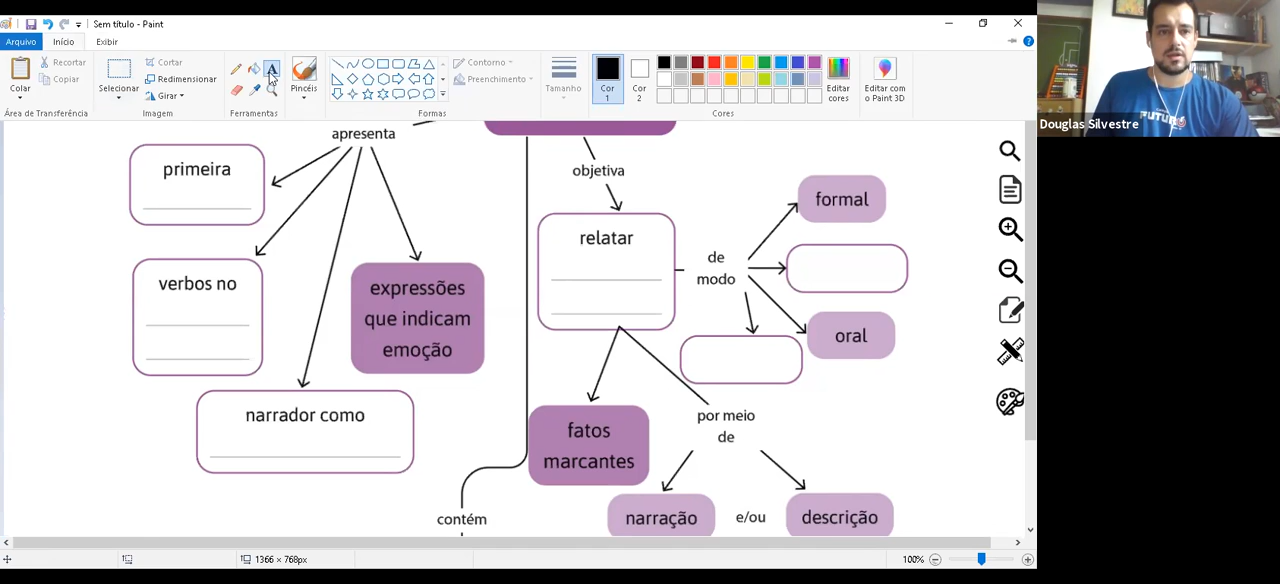 Sem título - Paint
Arquivo Início Exibir
Colar
Recortar
Copiar
Área de Transferência
Selecionar
Cortar
Redimensionar
Girar
Imagem
Ferramentas
Pincéis
Formas
Contorno
Preenchimento
Tamanho
Cor
1
Cor
2
Cores
Editar
cores
Editar com
o Paint 3D
Douglas Silvestre
FUTURO
apresenta
primeira
verbos no
narrador como
expressões
que indicam
emoção
objetiva
relatar
de
modo
formal
oral
fatos
marcantes
por meio
de
narração
e/ou
descrição
contém
1366 × 768px
100%